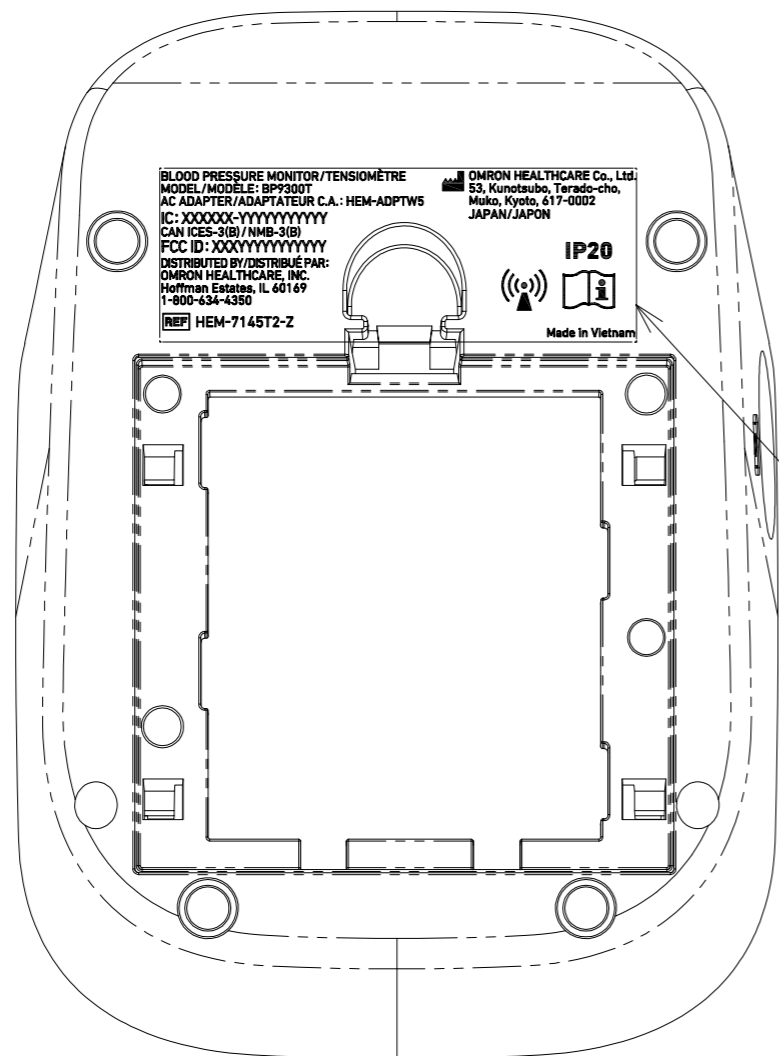 BLOOD PRESSURE MONITOR/TENSIOMÈTRE
MODEL/MODÈLE: BP9300T
AC ADAPTER/ADAPTATEUR C.A.: HEM-ADPTW5
IC: XXXXXX-YYYYYYYYYYY
CAN ICES-3(B)/NMB-3(B)
FCC ID: XXXYYYYYYYYYYY
DISTRIBUTED BY/DISTRIBUÉ PAR:
OMRON HEALTHCARE, INC.
Hoffman Estates, IL 60169
1-800-634-4350
REF HEM-7145T2-Z
OMRON HEALTHCARE Co., Ltd.
53, Kunotsubo, Terado-cho,
Muko, Kyoto, 617-0002
JAPAN/JAPON
IP20
Made in Vietnam